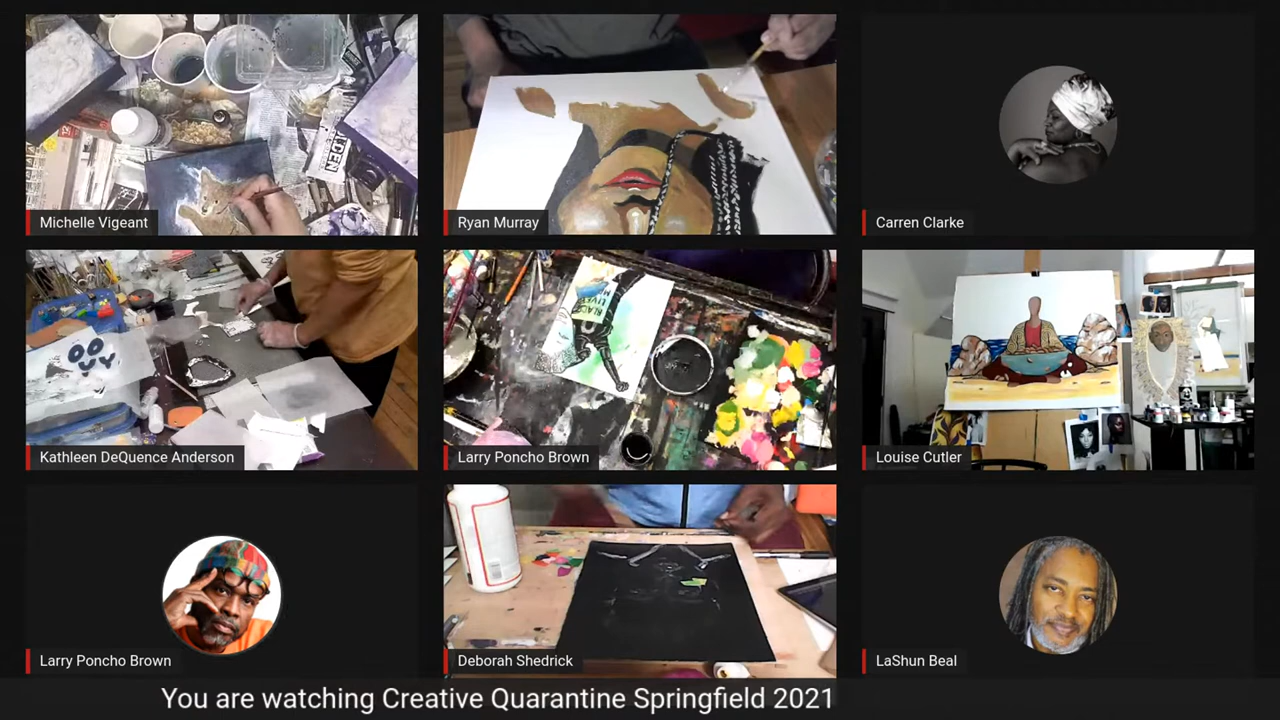 Michelle Vigeant
Ryan Murray
Carren Clarke
Kathleen DeQuence Anderson
Larry Poncho Brown
Louise Cutler
Larry Poncho Brown
Deborah Shedrick
LaShun Beal
You are watching Creative Quarantine Springfield 2021